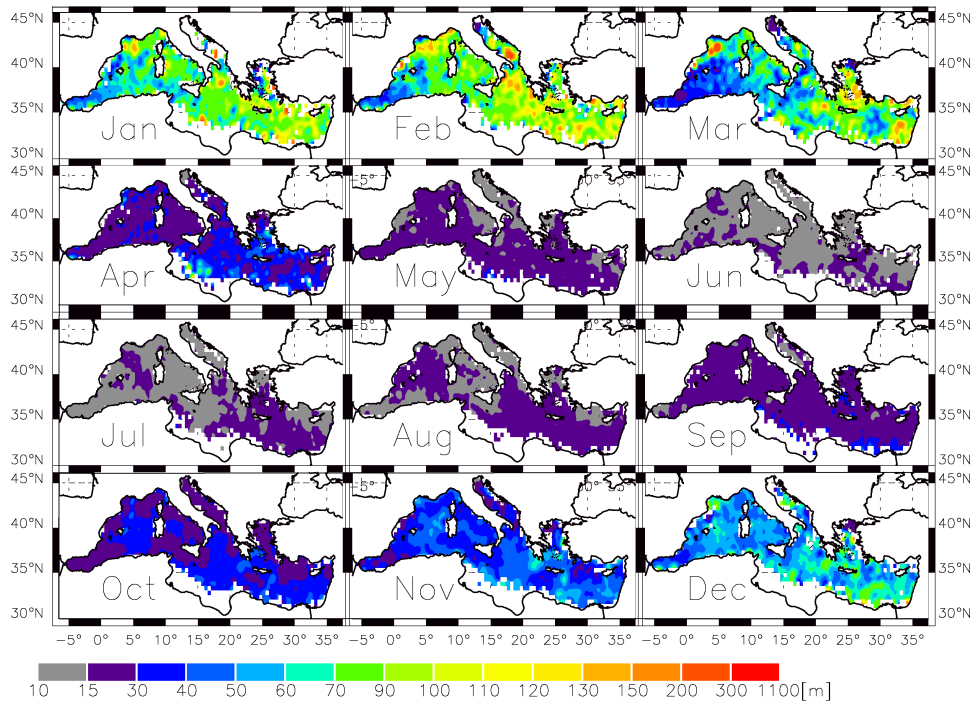 45°N
40°N
35°N
30°N
Jan
Feb
Mar
45°N
40°N
35°N
30°N
Apr
May
Jun
45°N
40°N
35°N
30°N
Jul
Aug
Sep
45°N
40°N
35°N
30°N
Oct
Nov
Dec
-5° 0° 5° 10° 15° 20° 25° 30° 35° -5° 0° 5° 10° 15° 20° 25° 30° 35° -5° 0° 5° 10° 15° 20° 25° 30° 35°
10 15 30 40 50 60 70 90 100 110 120 130 150 200 300 1100[m]